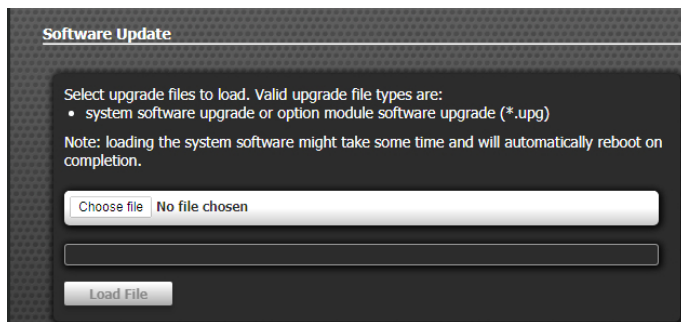 Software Update
Select upgrade files to load. Valid upgrade file types are:
• system software upgrade or option module software upgrade (*.upg)
Note: loading the system software might take some time and will automatically reboot on
completion.
Choose file No file chosen
Load File